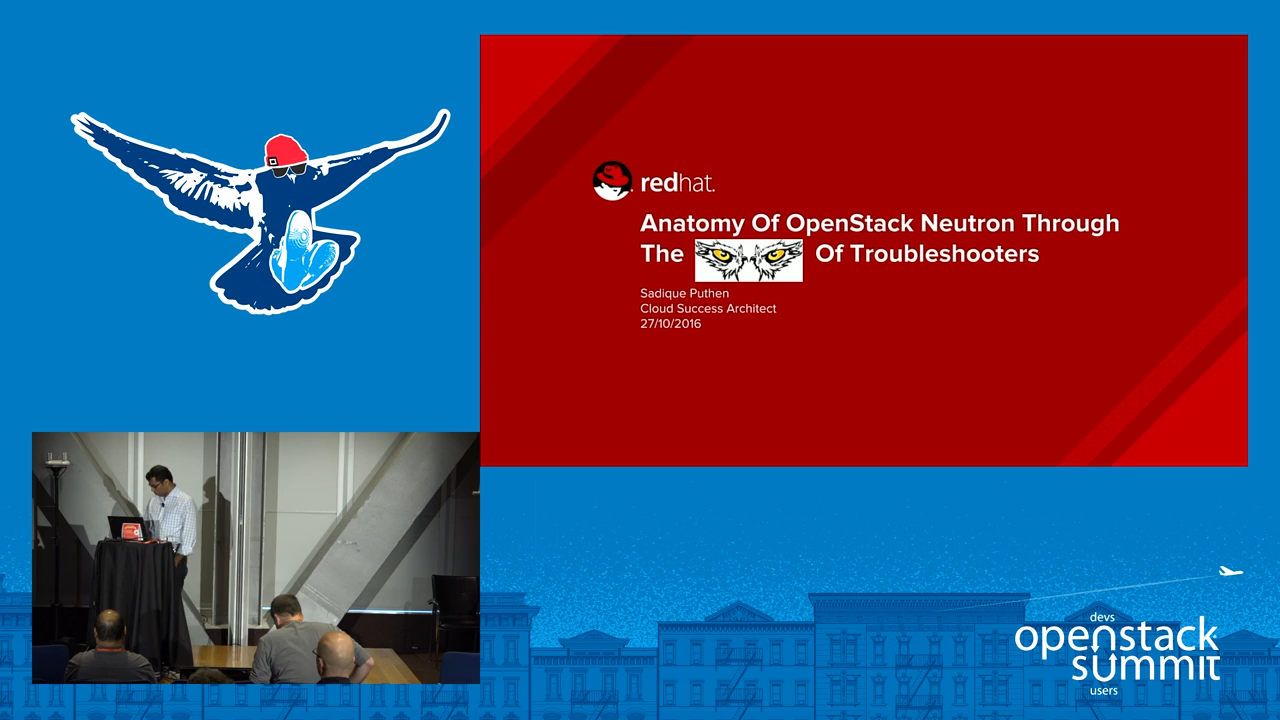 redhat.
Anatomy Of OpenStack Neutron Through
The Of Troubleshooters
Sadique Puthen
Cloud Success Architect
27/10/2016
devs
openstack
summit
users